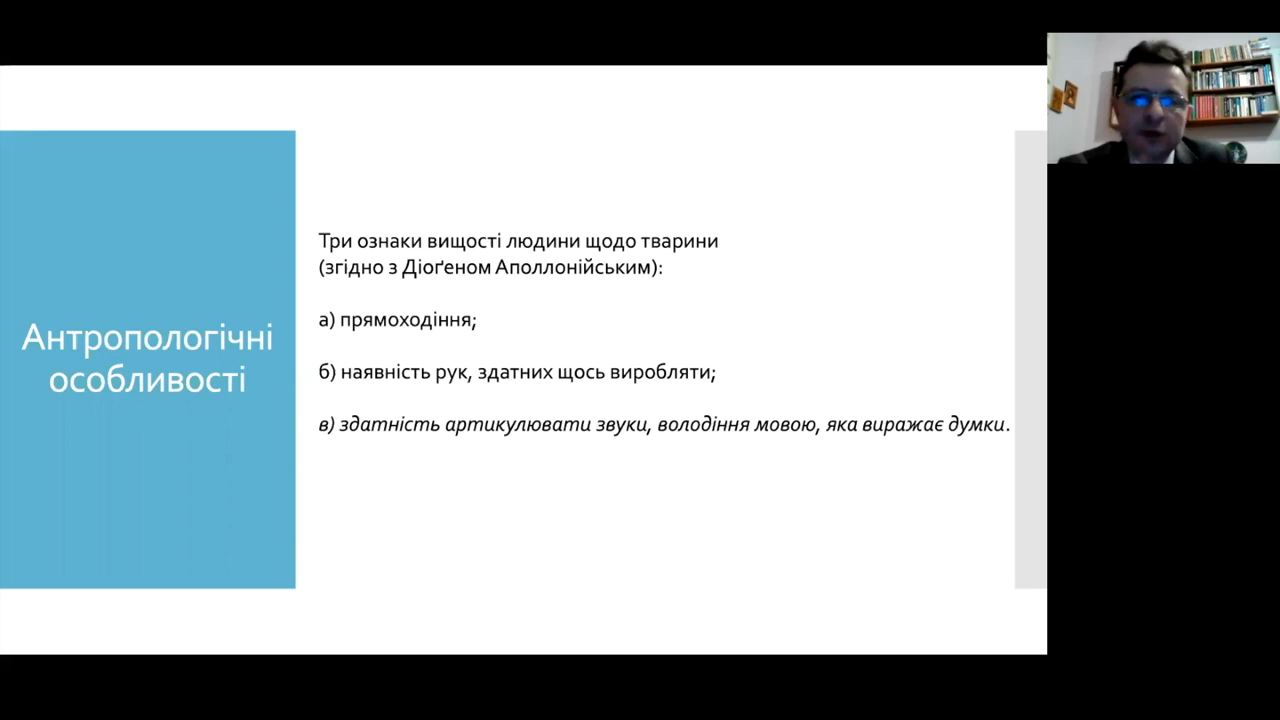 Антропологічні
особливості
Три ознаки вищості людини щодо тварини
(згідно з Діоґеном Аполлонійським):
а) прямоходіння;
б) наявність рук, здатних щось виробляти;
в) здатність артикулювати звуки, володіння мовою, яка виражає думки.